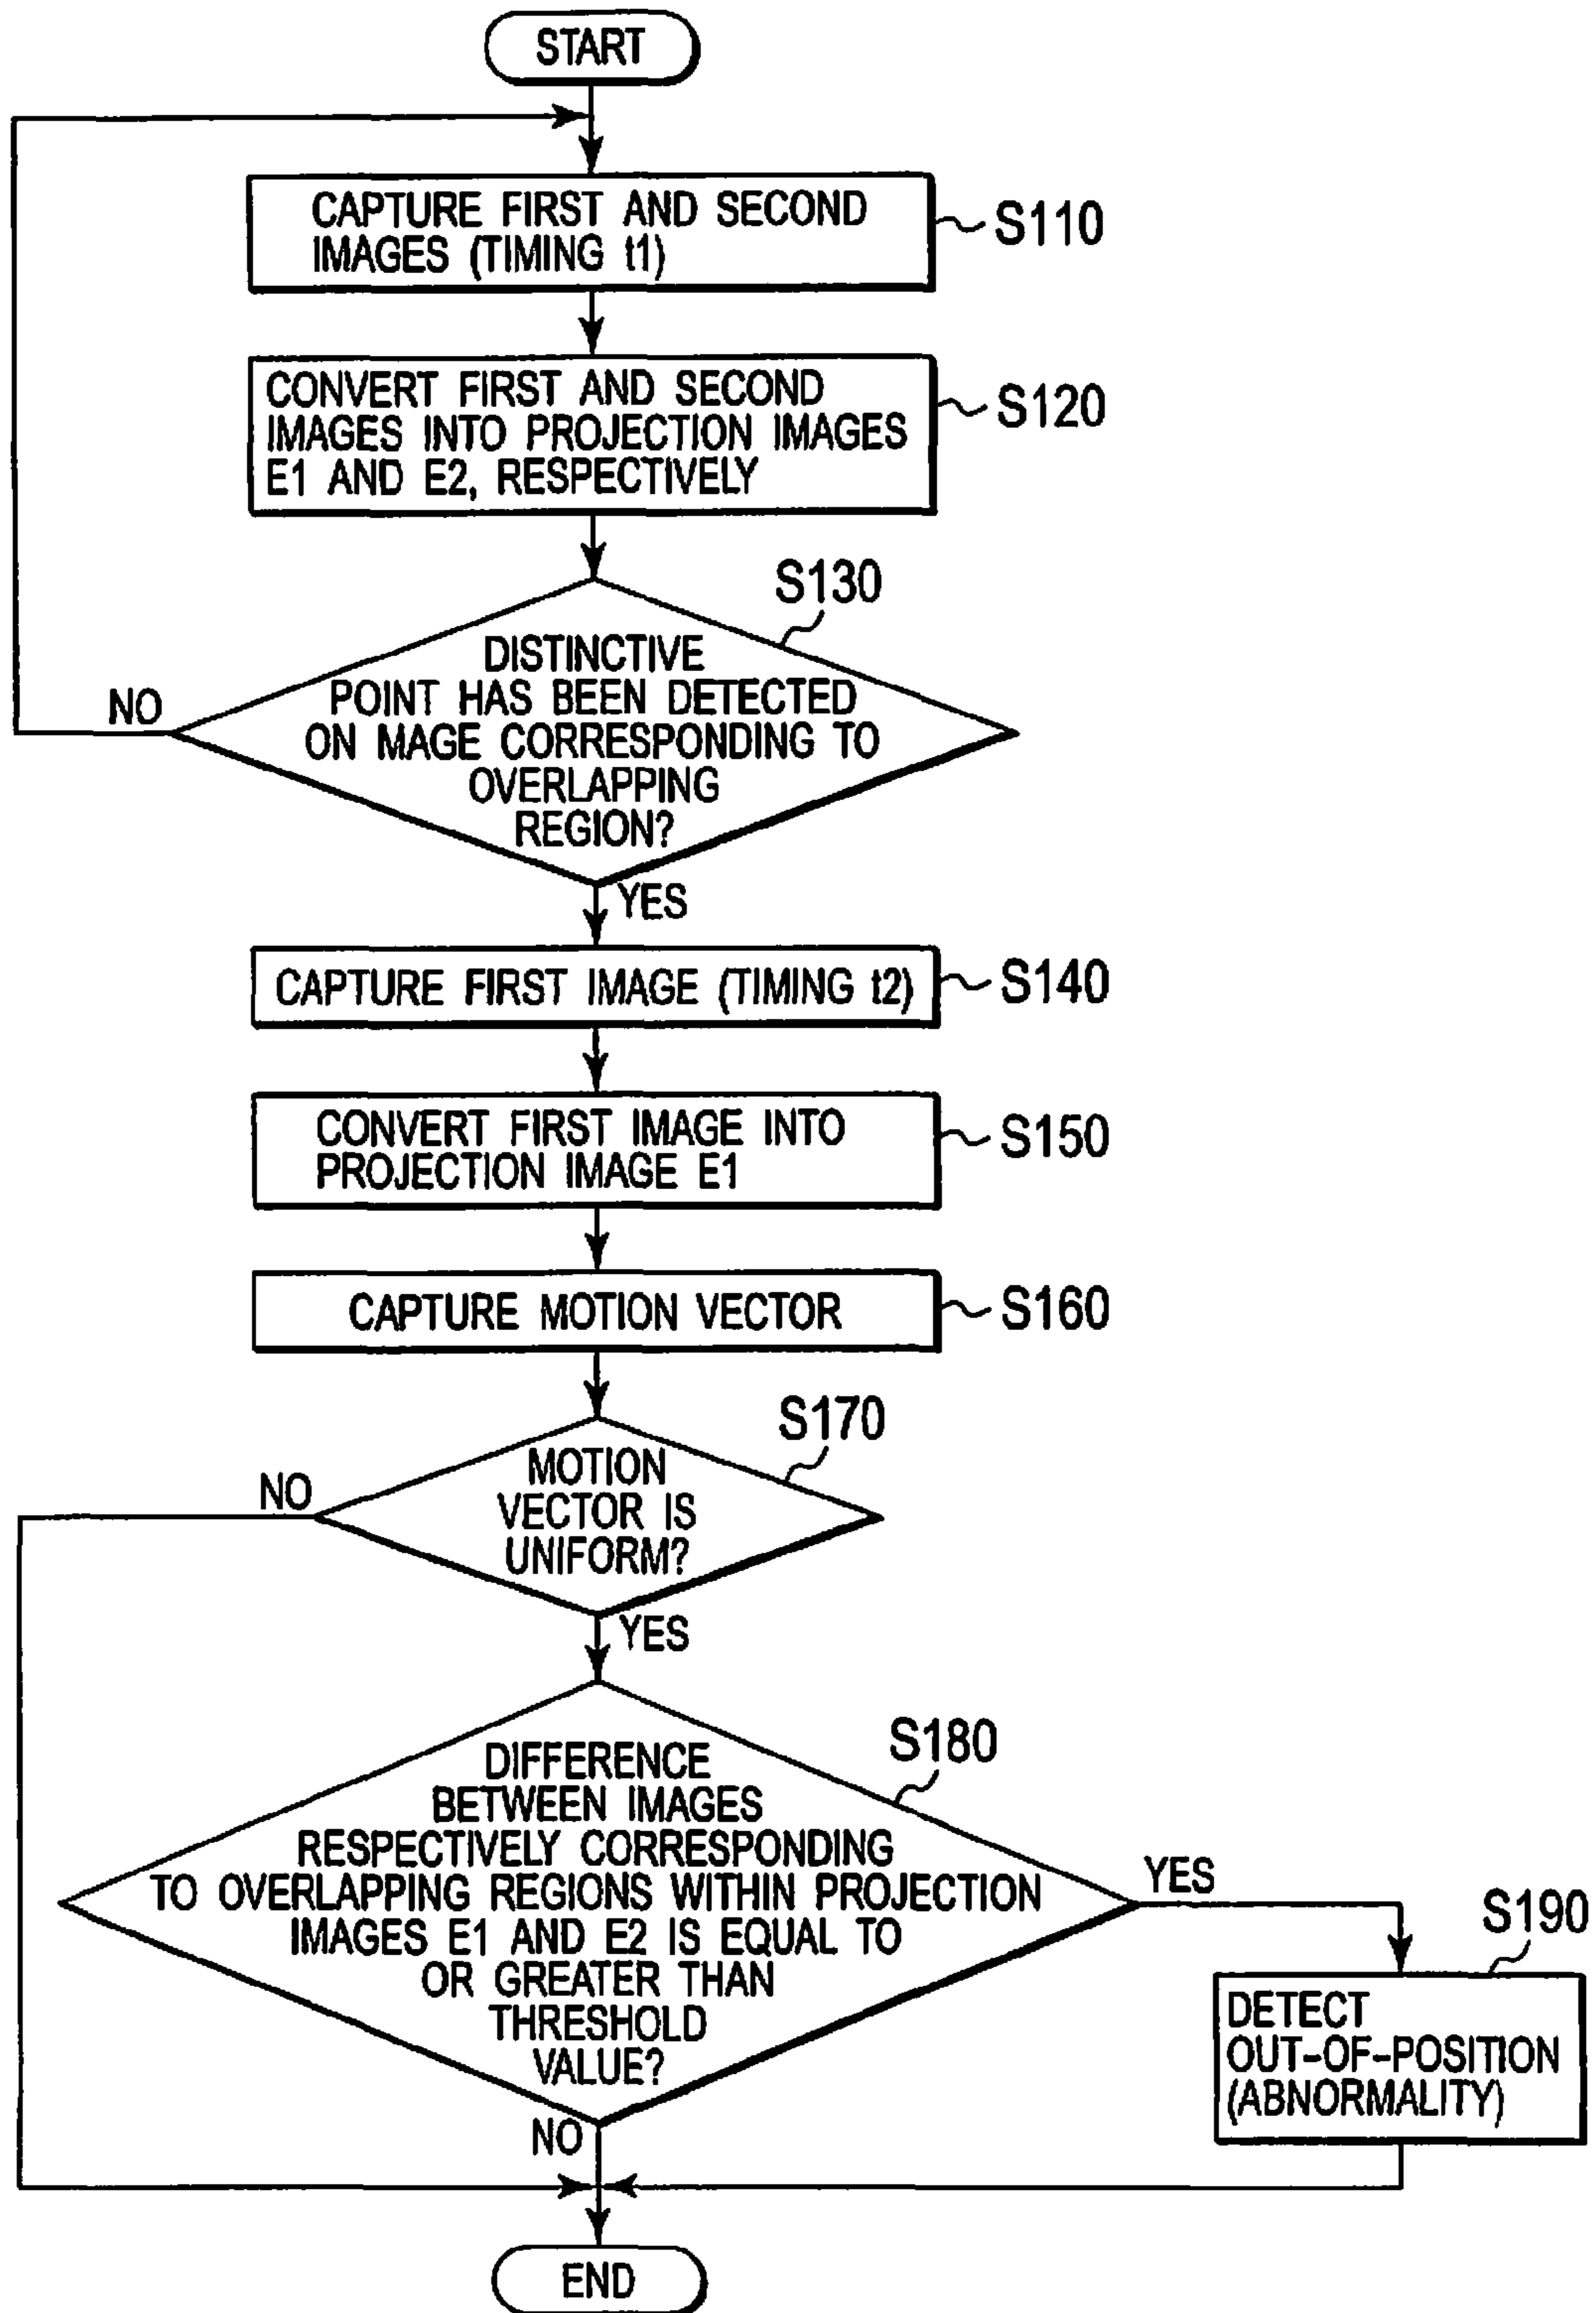 START
CAPTURE FIRST AND SECOND
IMAGES (TIMING t1)
S110
CONVERT FIRST AND SECOND
IMAGES INTO PROJECTION IMAGES
E1 AND E2, RESPECTIVELY
S120
S130
DISTINCTIVE
POINT HAS BEEN DETECTED
ON MAGE CORRESPONDING TO
OVERLAPPING
REGION?
NO
YES
CAPTURE FIRST IMAGE (TIMING t2)
S140
CONVERT FIRST IMAGE INTO
PROJECTION IMAGE E1
S150
CAPTURE MOTION VECTOR
S160
S170
MOTION
VECTOR IS
UNIFORM?
NO
YES
S180
DIFFERENCE
BETWEEN IMAGES
RESPECTIVELY CORRESPONDING
TO OVERLAPPING REGIONS WITHIN PROJECTION
IMAGES E1 AND E2 IS EQUAL TO
OR GREATER THAN
THRESHOLD
VALUE?
YES
S190
DETECT
OUT-OF-POSITION
(ABNORMALITY)
NO
END